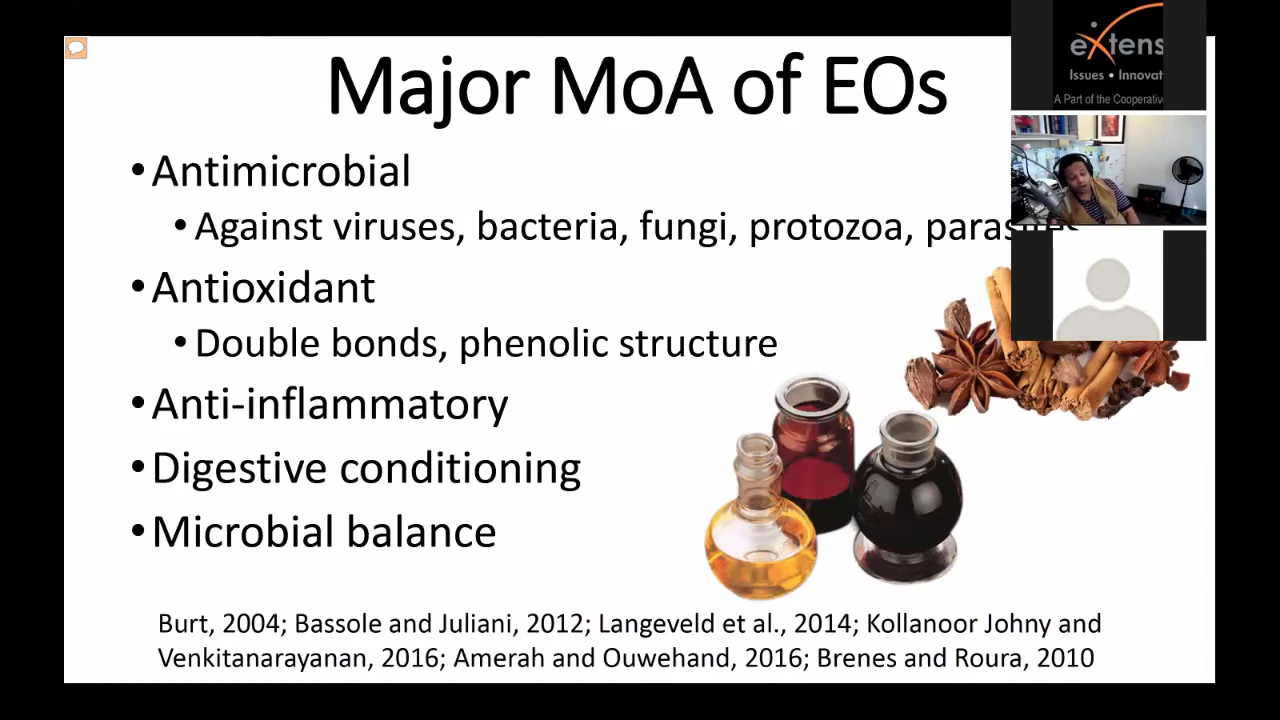 Major MoA of EOs
•Antimicrobial
•Against viruses, bacteria, fungi, protozoa,
•Antioxidant
•Double bonds, phenolic structure
•Anti-inflammatory
•Digestive conditioning
•Microbial balance
Burt, 2004; Bassole and Juliani, 2012; Langeveld et al., 2014; Kollanoor Johny and
Venkitanarayanan, 2016; Amerah and Ouwehand, 2016; Brenes and Roura, 2010
eXtens
Issues • Innovat
A Part of the Cooperativ